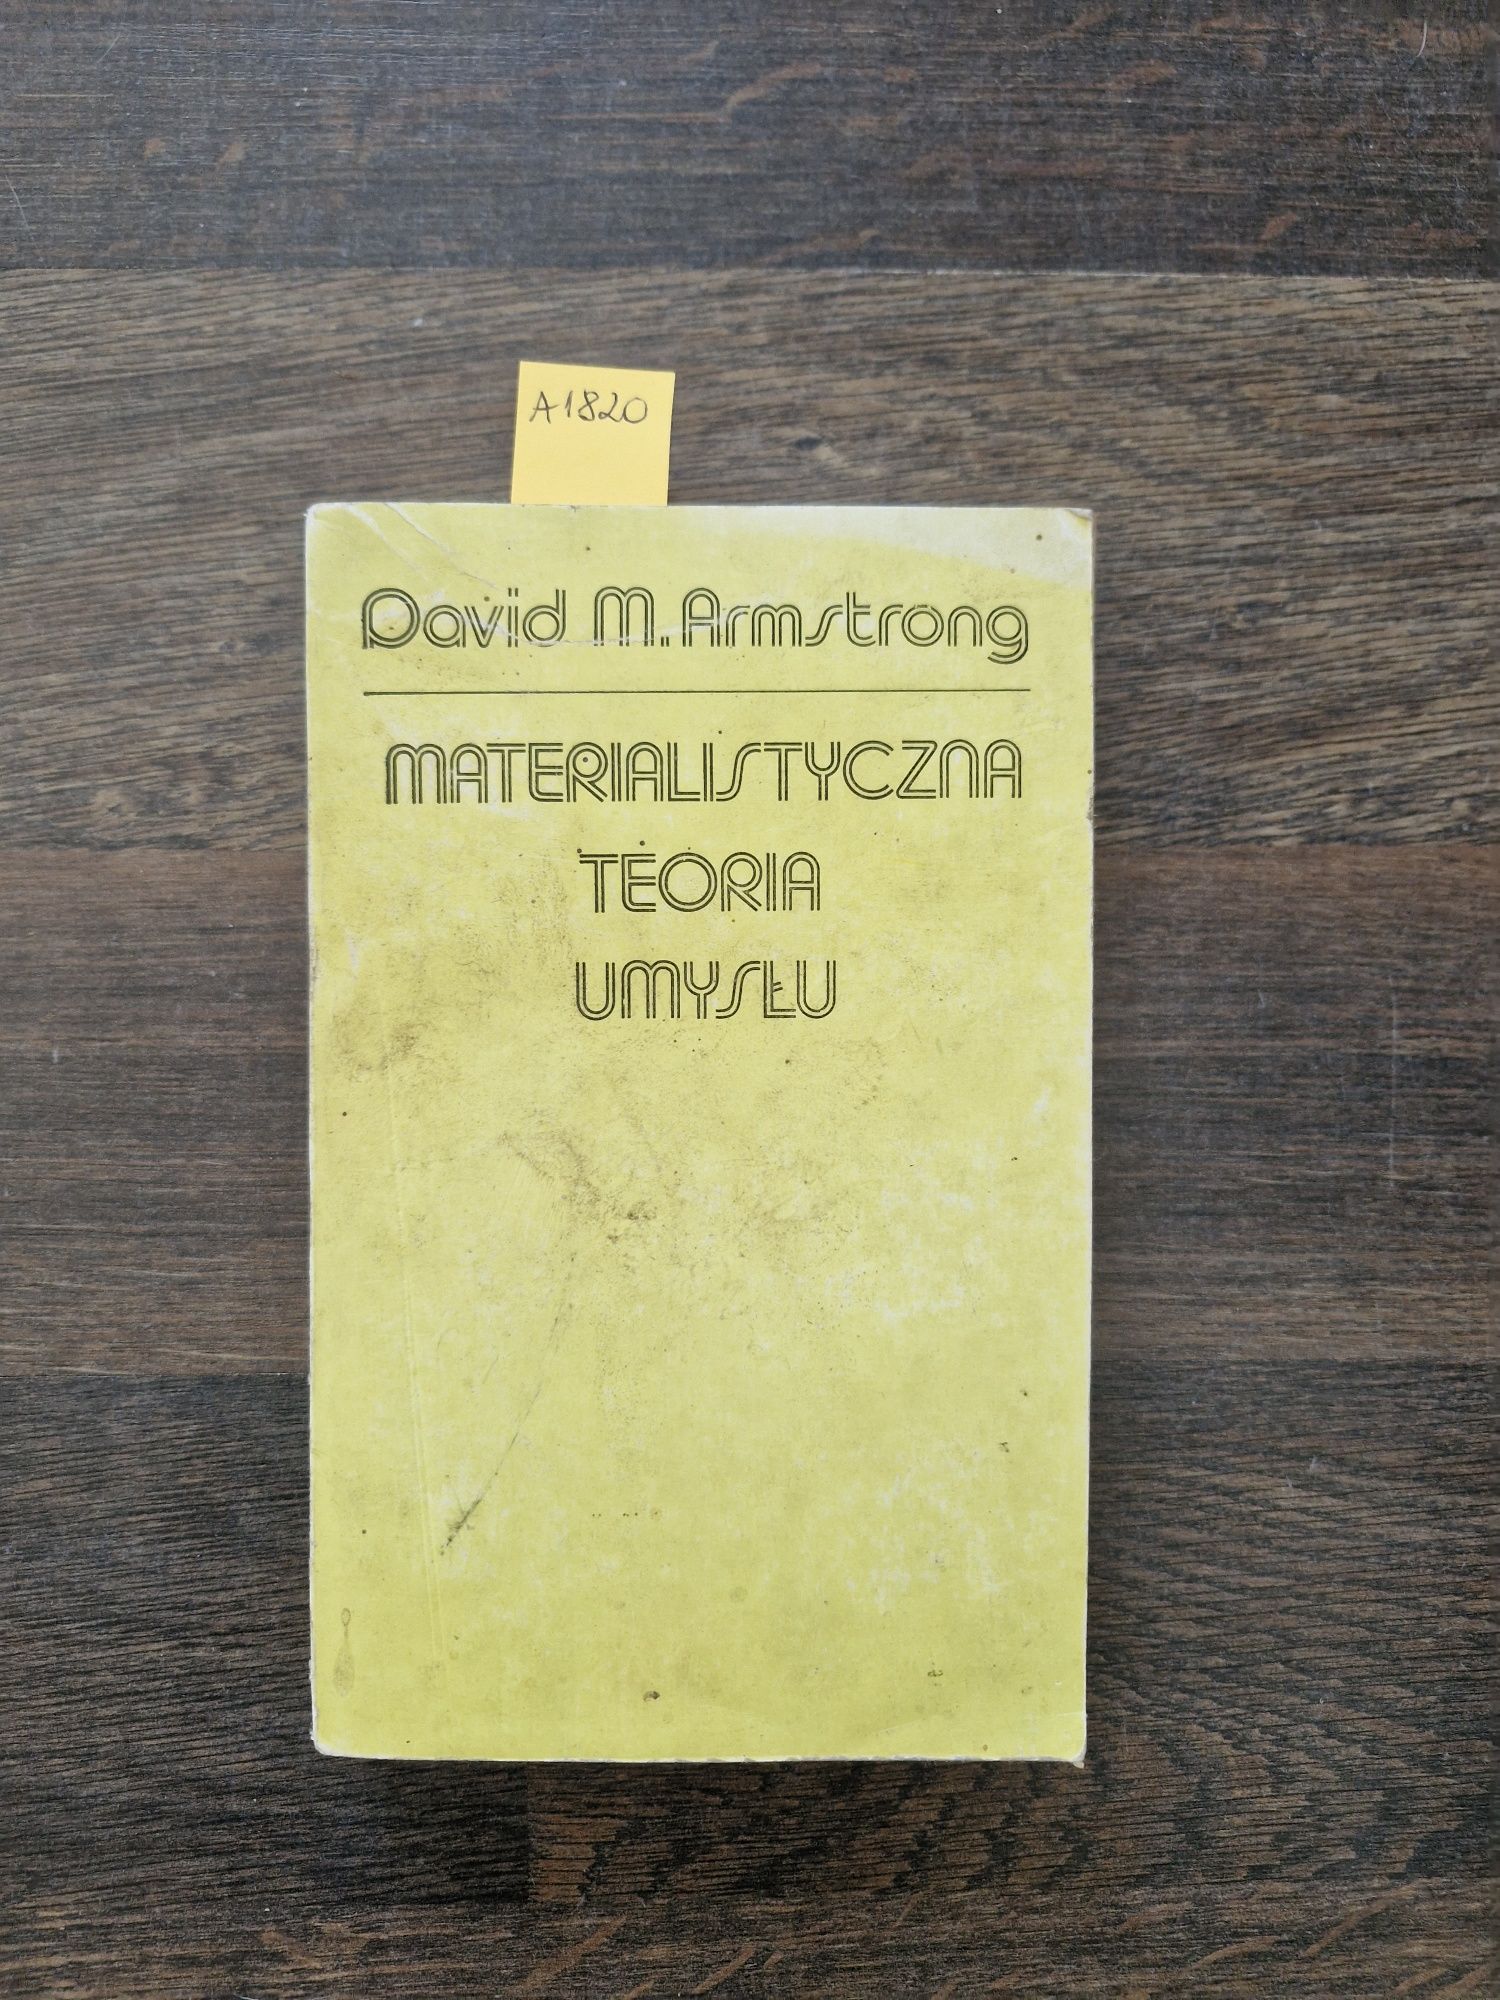 A1820
David M. Armstrong
MATERIALISTYCZNA
TEORIA
UMYSŁU